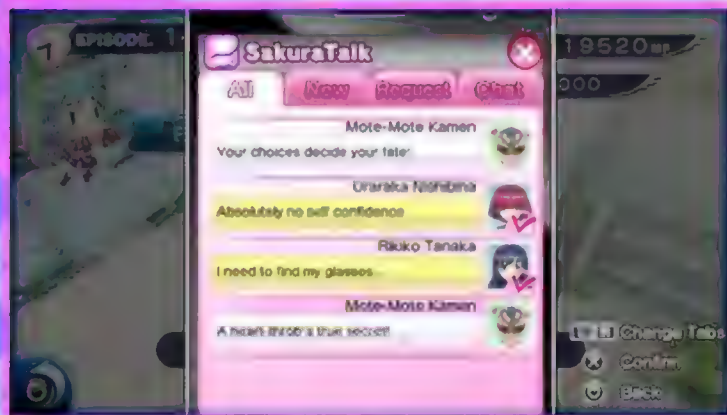 EPISODE. 1
SakuraTalk
19520
000
All
New
Request
Chat
Mote-Mote Kamen
Your choices decide your fate!
Uraraka Nishibina
Absolutely no self confidence
Rikiko Tanaka
I need to find my glasses...
Mote-Mote Kamen
A heart-throb's true secret!
Change Tabs
Confirm
Back